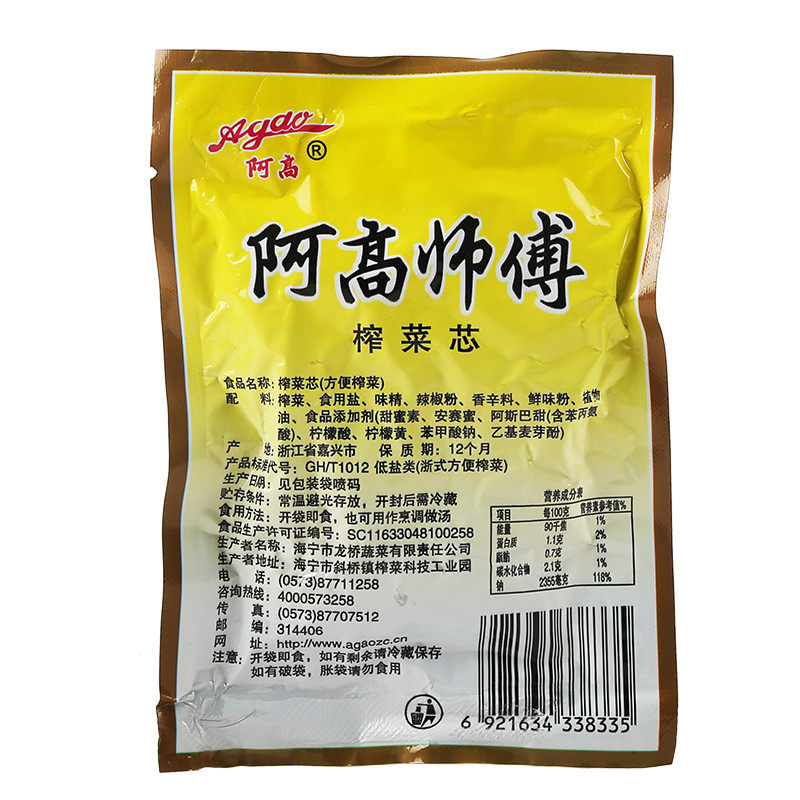 Agao
阿高®
阿高师傅
榨菜芯
食品名称: 榨菜芯(方便榨菜)
配 料: 榨菜、食用盐、味精、辣椒粉、香辛料、鲜味粉、植物
油、食品添加剂(甜蜜素、安赛蜜、阿斯巴甜(含苯丙氨
酸)、柠檬酸、柠檬黄、苯甲酸钠、乙基麦芽酚)
产 地: 浙江省嘉兴市 保 质 期: 12个月
产品标准代号: GH/T1012 低盐类(浙式方便榨菜)
生产日期: 见包装袋喷码
贮存条件: 常温避光存放，开封后需冷藏
食用方法: 开袋即食，也可用作烹调做汤
食品生产许可证编号: SC11633048100258
生产者名称: 海宁市龙桥蔬菜有限责任公司
生产者地址: 海宁市斜桥镇榨菜科技工业园
电 话: (0573)87711258
咨询热线: 4000573258
传 真: (0573)87707512
邮 编: 314406
网 址: http://www.agaozc.cn
注意: 开袋即食，如有剩余请冷藏保存
如有破袋，胀袋请勿食用
营养成分表
项目 每100克 营养素参考值%
能量 90千焦 1%
蛋白质 1.1克 2%
脂肪 0.7克 1%
碳水化合物 2.1克 1%
钠 2355毫克 118%
6 921634 338335